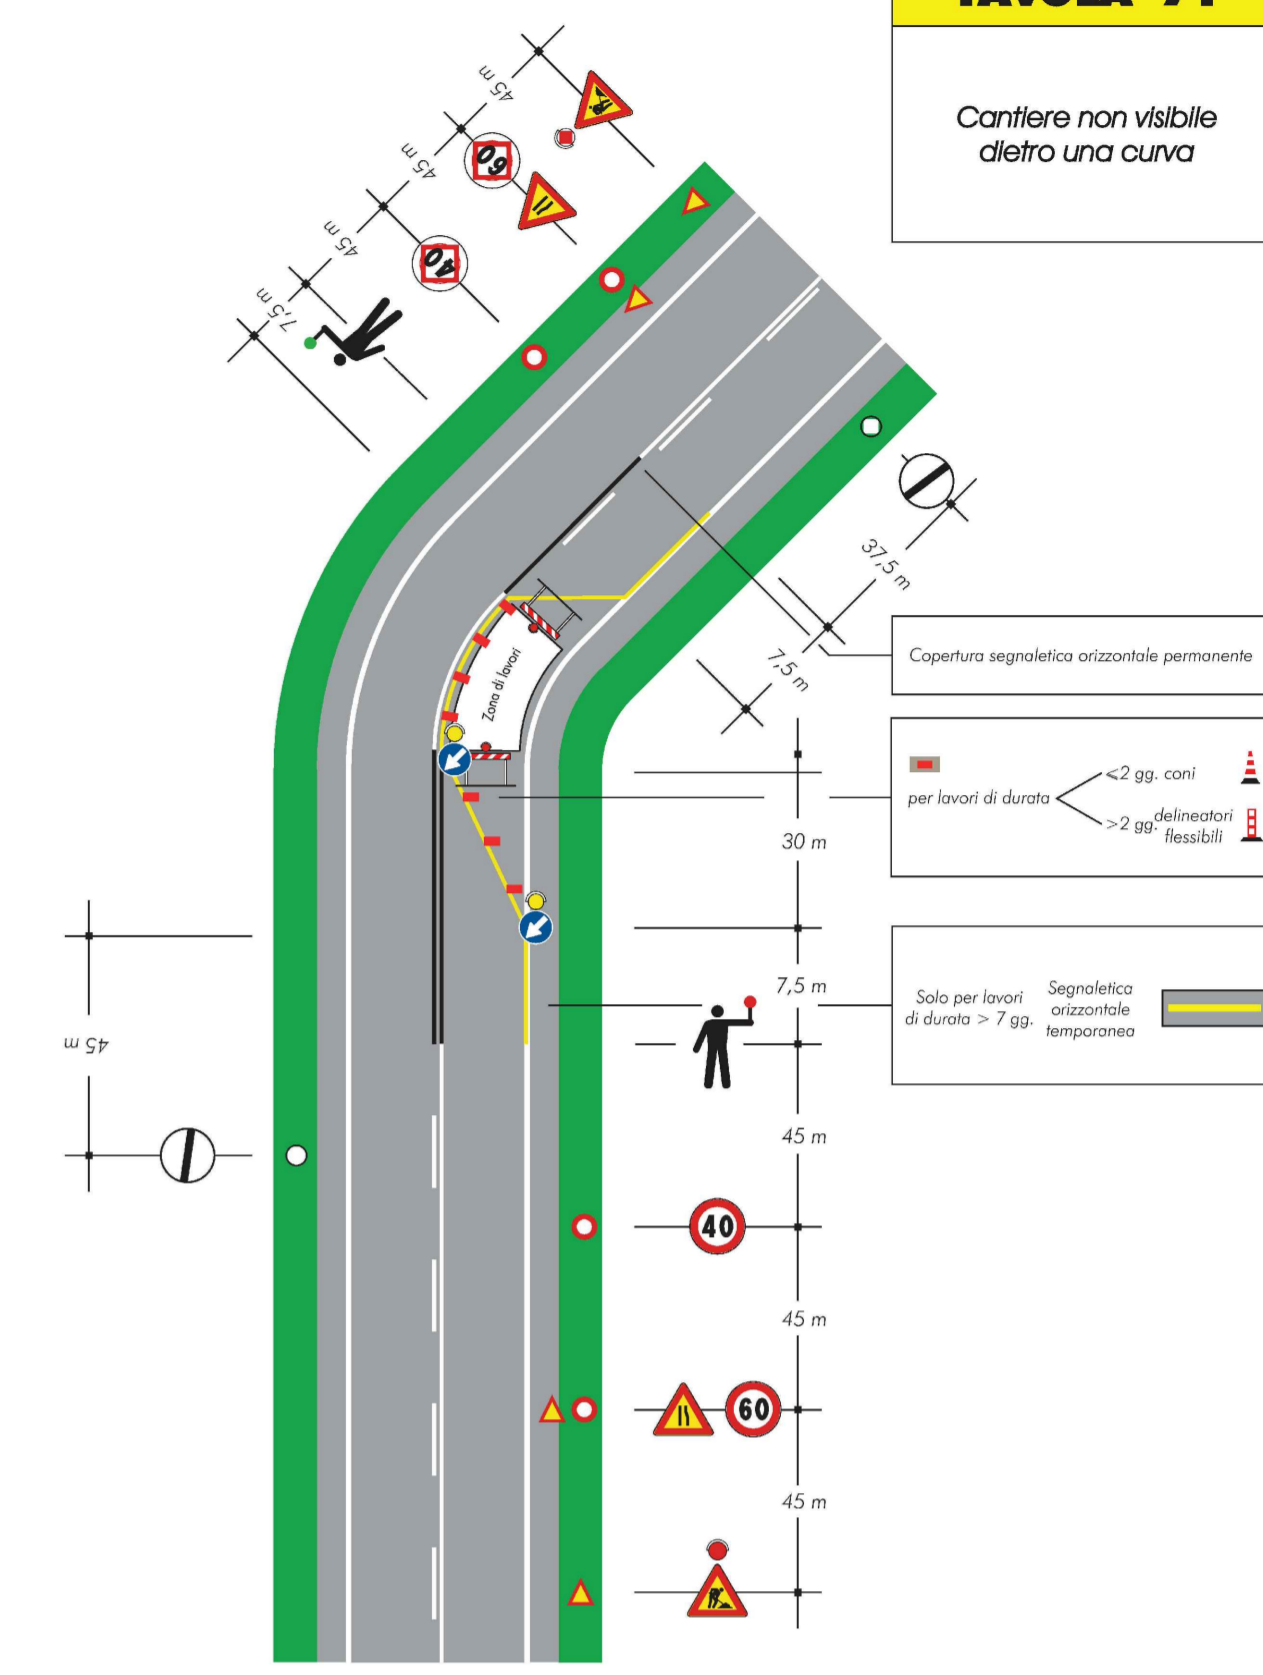 TAVOLA 71
Cantiere non visibile
dietro una curva
45 m
45 m
60
45 m
40
7,5 m
37,5 m
7,5 m
Zona di lavori
Copertura segnaletica orizzontale permanente
per lavori di durata
≤2 gg. coni
>2 gg. delineatori
flessibili
30 m
7,5 m
Solo per lavori
di durata > 7 gg.
Segnaletica
orizzontale
temporanea
45 m
45 m
40
45 m
60
45 m